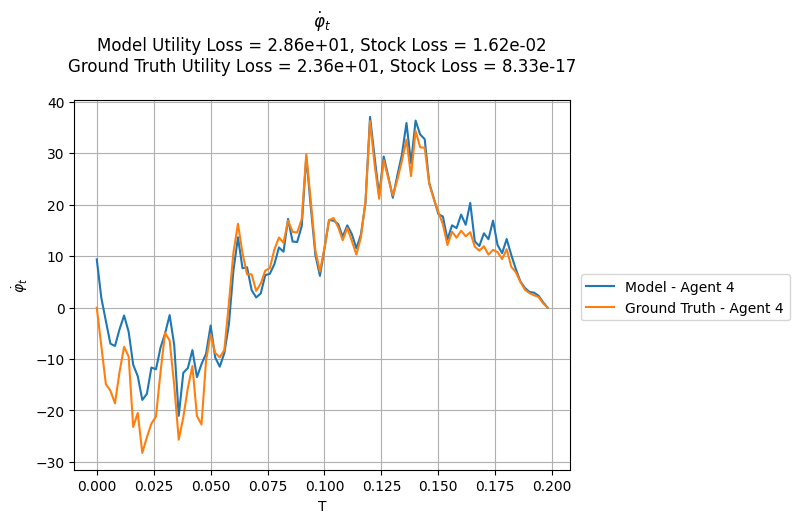 φ̇ₜ
Model Utility Loss = 2.86e+01, Stock Loss = 1.62e-02
Ground Truth Utility Loss = 2.36e+01, Stock Loss = 8.33e-17
40
30
20
10
0
−10
−20
−30
φ̇ₜ
0.000
0.025
0.050
0.075
0.100
0.125
0.150
0.175
0.200
T
Model - Agent 4
Ground Truth - Agent 4